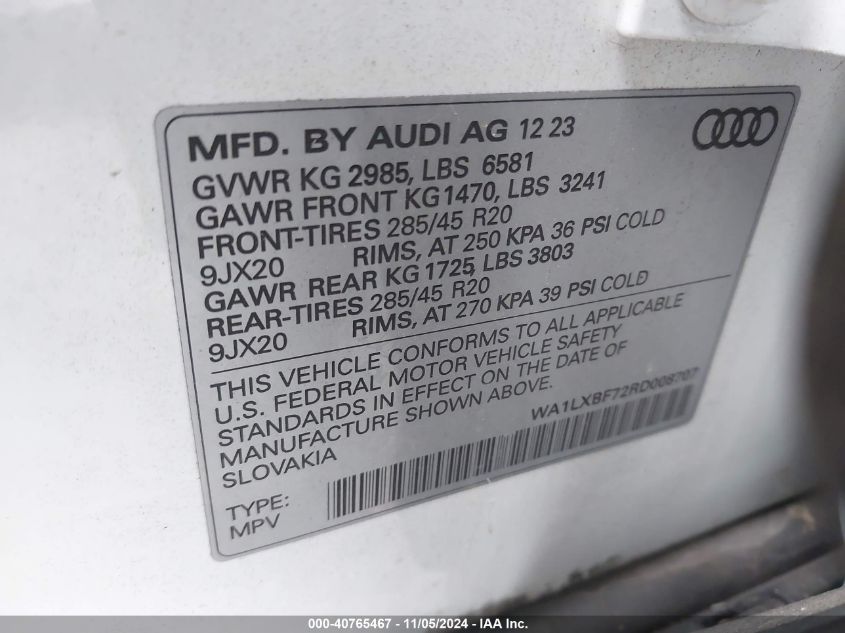 MFD. BY AUDI AG 12 23
GVWR KG 2985, LBS 6581
GAWR FRONT KG1470, LBS 3241
FRONT-TIRES 285/45 R20
9JX20 RIMS, AT 250 KPA 36 PSI COLD
GAWR REAR KG 1725, LBS 3803
REAR-TIRES 285/45 R20
9JX20 RIMS, AT 270 KPA 39 PSI COLD
THIS VEHICLE CONFORMS TO ALL APPLICABLE
U.S. FEDERAL MOTOR VEHICLE SAFETY
STANDARDS IN EFFECT ON THE DATE OF
MANUFACTURE SHOWN ABOVE.
SLOVAKIA
WA1LXBF72RD008707
TYPE:
MPV
000-40765467 - 11/05/2024 - IAA Inc.